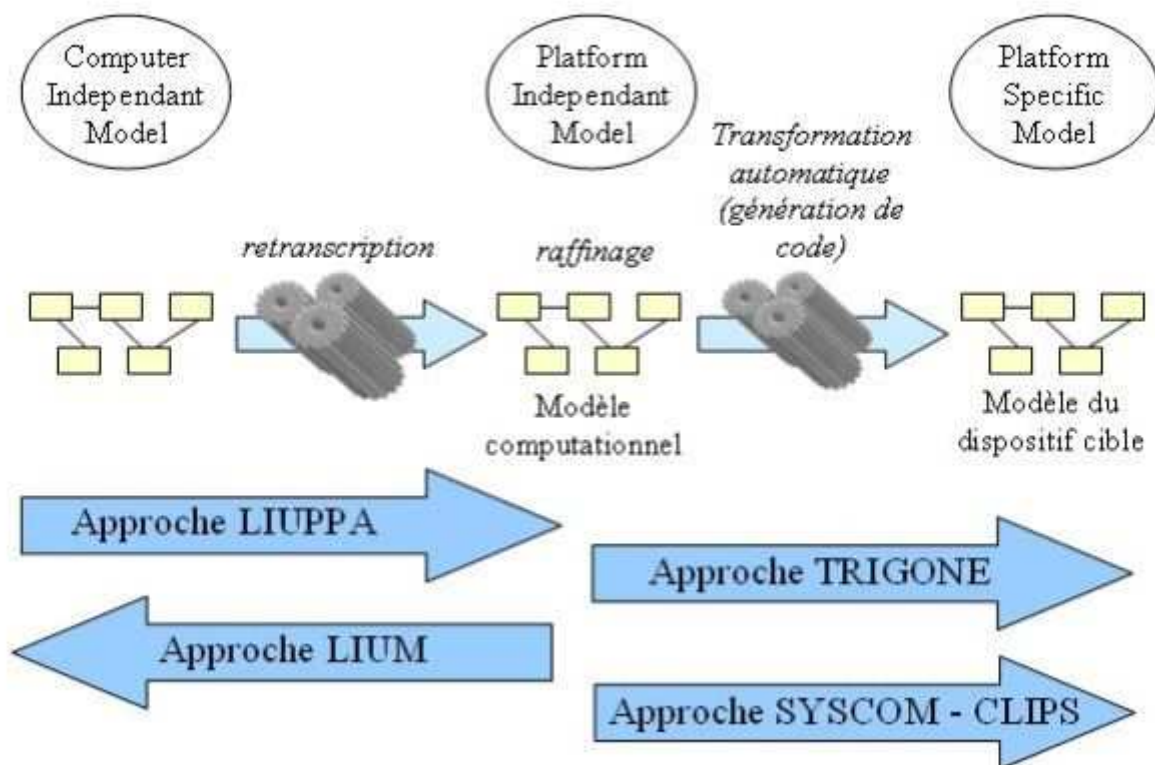 Computer
Independant
Model
Platform
Independant
Model
Platform
Specific
Model
Transformation
automatique
(génération de
code)
retranscription
raffinage
Modèle
computationnel
Modèle du
dispositif cible
Approche LIUPPA
Approche TRIGONE
Approche LIUM
Approche SYSCOM - CLIPS